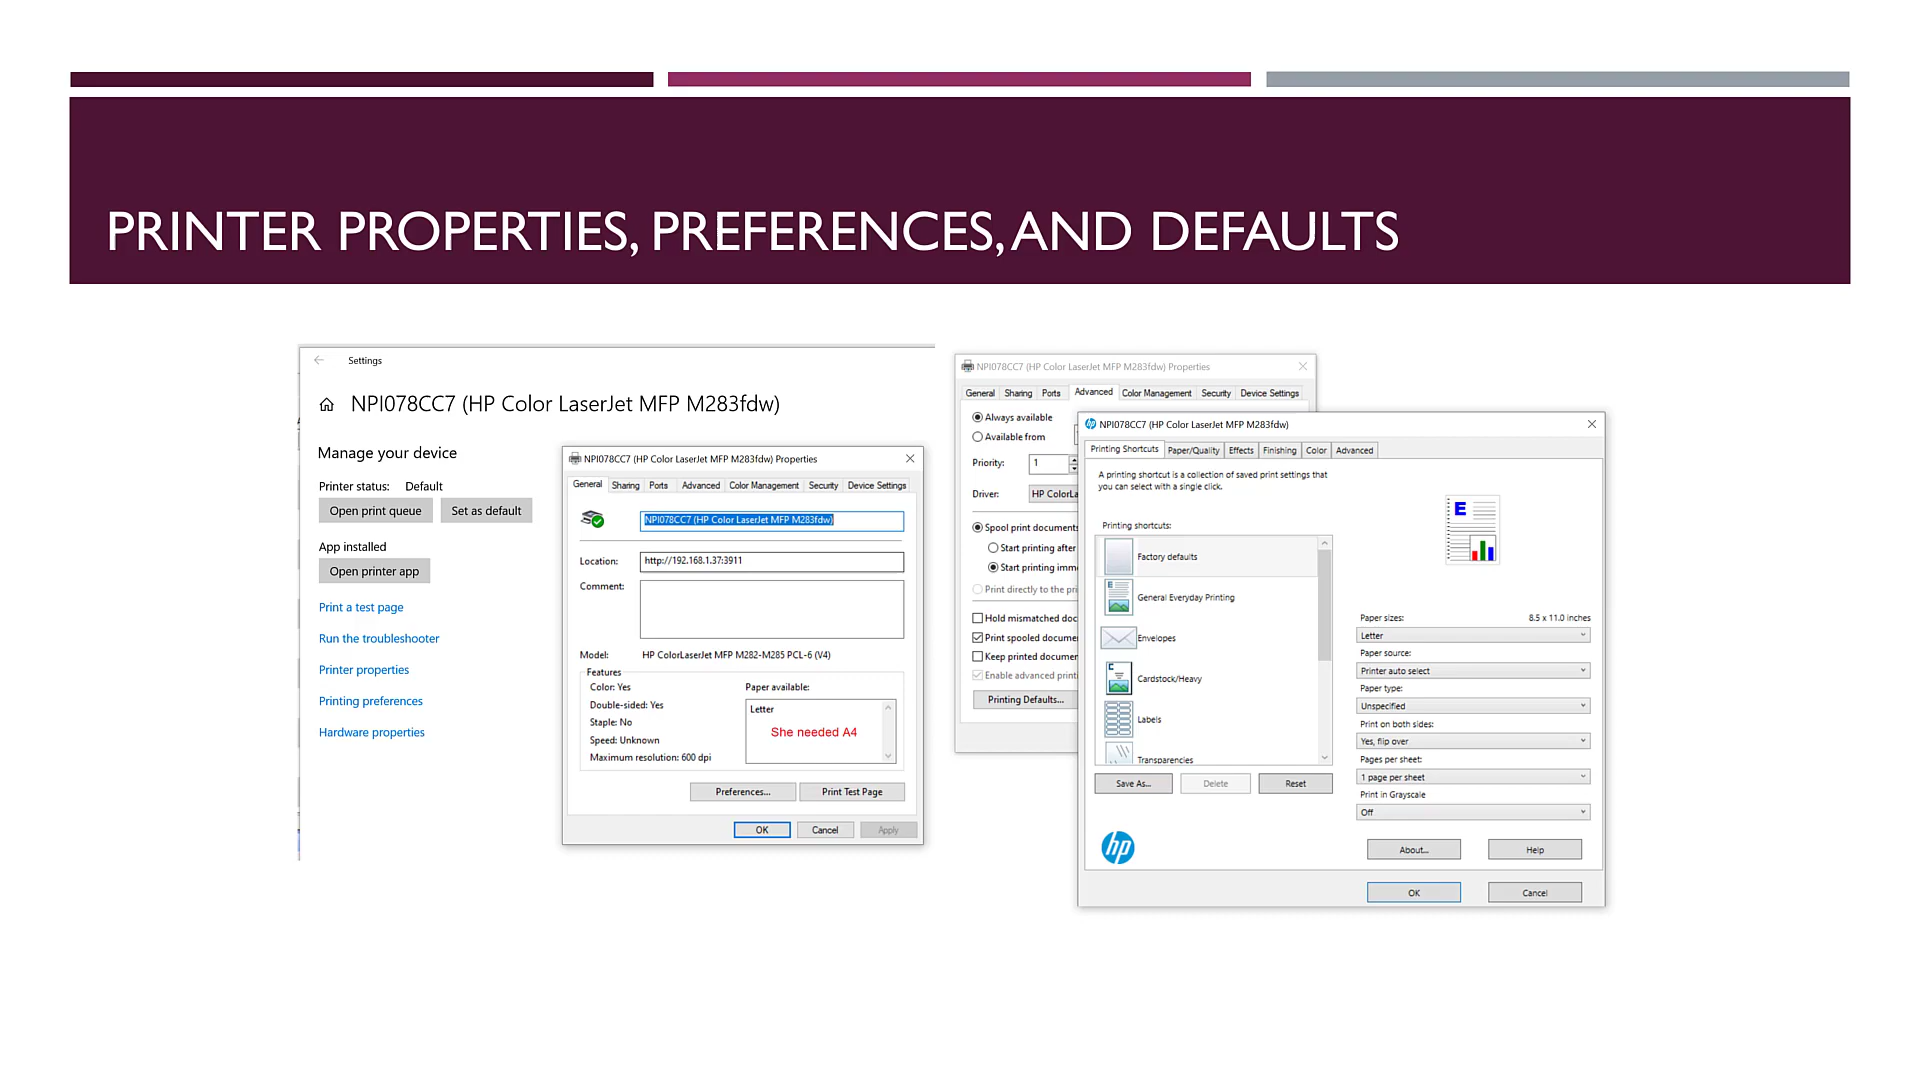 PRINTER PROPERTIES, PREFERENCES, AND DEFAULTS
Settings
NPI078CC7 (HP Color LaserJet MFP M283fdw)
Manage your device
Printer status: Default
Open print queue
Set as default
App installed
Open printer app
Print a test page
Run the troubleshooter
Printer properties
Printing preferences
Hardware properties
NPI078CC7 (HP Color LaserJet MFP M283fdw) Properties
General Sharing Ports Advanced Color Management Security Device Settings
NPI078CC7 (HP Color LaserJet MFP M283fdw)
Location: http://192.168.1.37:3911
Comment:
Model: HP ColorLaserJet MFP M282-M285 PCL-6 (V4)
Features
Color: Yes
Double-sided: Yes
Staple: No
Speed: Unknown
Maximum resolution: 600 dpi
Paper available:
Letter
She needed A4
Preferences...
Print Test Page
OK
Cancel
Apply
NPI078CC7 (HP Color LaserJet MFP M283fdw) Properties
General Sharing Ports Advanced Color Management Security Device Settings
Always available
Available from
Priority: 1
Driver: HP ColorLa
Spool print documents
Start printing after
Start printing imm
Print directly to the pri
Hold mismatched doc
Print spooled docume
Keep printed documen
Enable advanced printi
Printing Defaults...
NPI078CC7 (HP Color LaserJet MFP M283fdw)
Printing Shortcuts Paper/Quality Effects Finishing Color Advanced
A printing shortcut is a collection of saved print settings that
you can select with a single click.
Printing shortcuts:
Factory defaults
General Everyday Printing
Envelopes
Cardstock/Heavy
Labels
Transparencies
Save As...
Delete
Reset
E
Paper sizes: 8.5 x 11.0 inches
Letter
Paper source:
Printer auto select
Paper type:
Unspecified
Print on both sides:
Yes, flip over
Pages per sheet:
1 page per sheet
Print in Grayscale
Off
hp
About...
Help
OK
Cancel